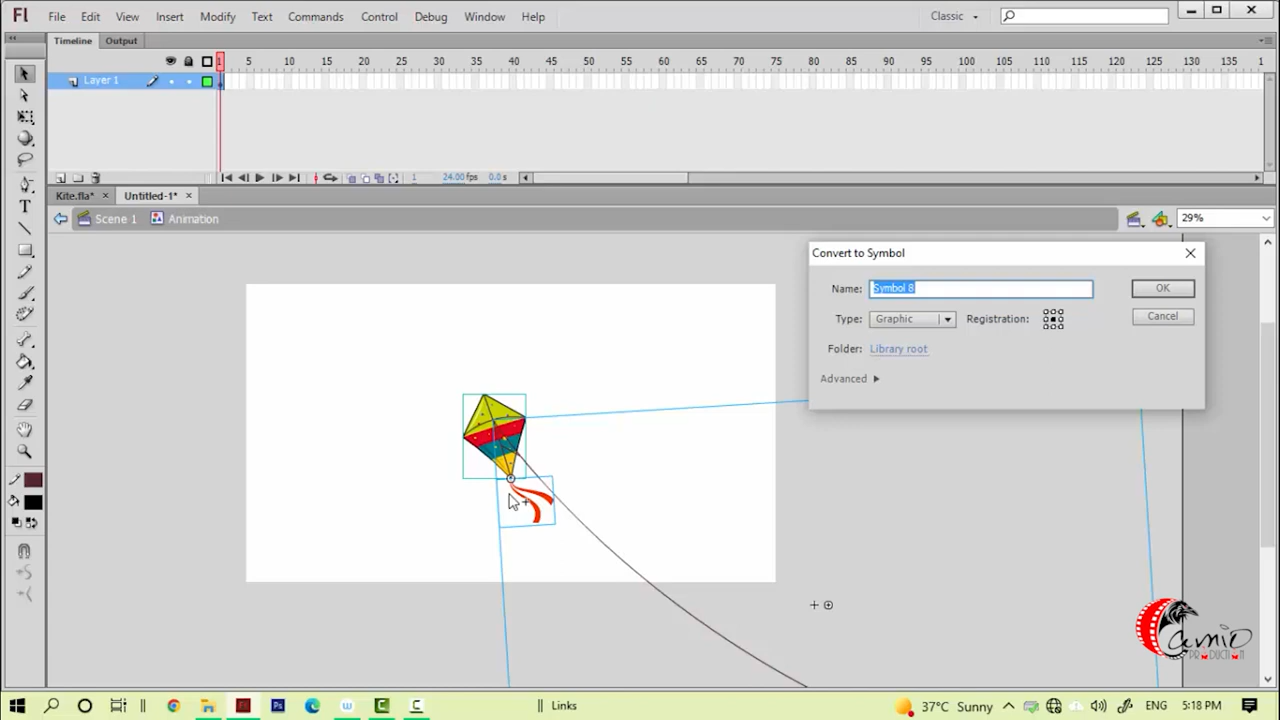 Fl File Edit View Insert Modify Text Commands Control Debug Window Help Classic
Timeline Output
1 5 10 15 20 25 30 35 40 45 50 55 60 65 70 75 80 85 90 95 100 105 110 115 120 125 130 135 1
Layer 1
1 24.00 fps 0.0 s
Kite.fla* × Untitled-1* ×
Scene 1 Animation 29%
Convert to Symbol
Name: Symbol 8 OK
Type: Graphic Registration: Cancel
Folder: Library root
Advanced
PRODUCTION
Links 37°C Sunny ENG 5:18 PM